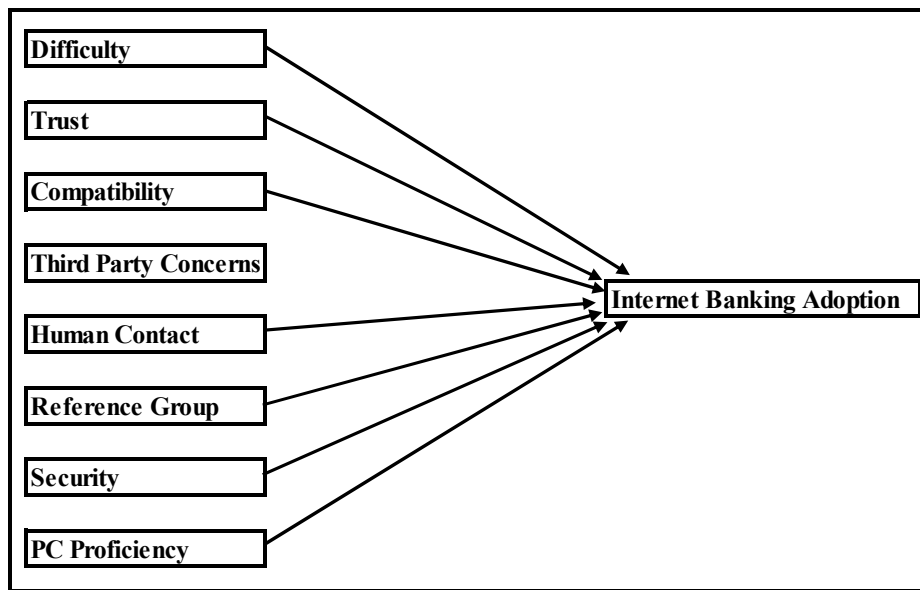 Difficulty
Trust
Compatibility
Third Party Concerns
Internet Banking Adoption
Human Contact
Reference Group
Security
PC Proficiency